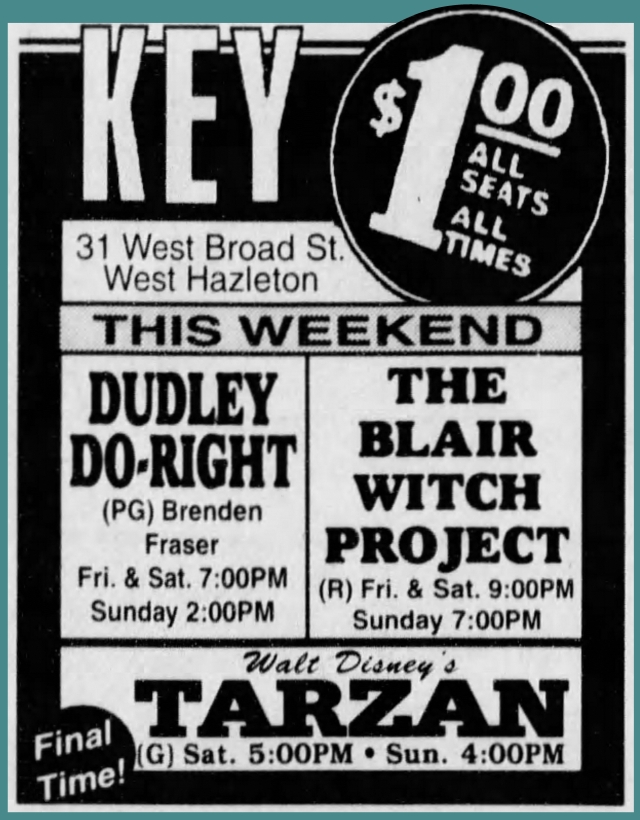 KEY
$1.00
ALL
SEATS
ALL
TIMES
31 West Broad St.
West Hazleton
THIS WEEKEND
DUDLEY
DO-RIGHT
(PG) Brenden
Fraser
Fri. & Sat. 7:00PM
Sunday 2:00PM
THE
BLAIR
WITCH
PROJECT
(R) Fri. & Sat. 9:00PM
Sunday 7:00PM
Walt Disney's
TARZAN
(G) Sat. 5:00PM • Sun. 4:00PM
Final
Time!